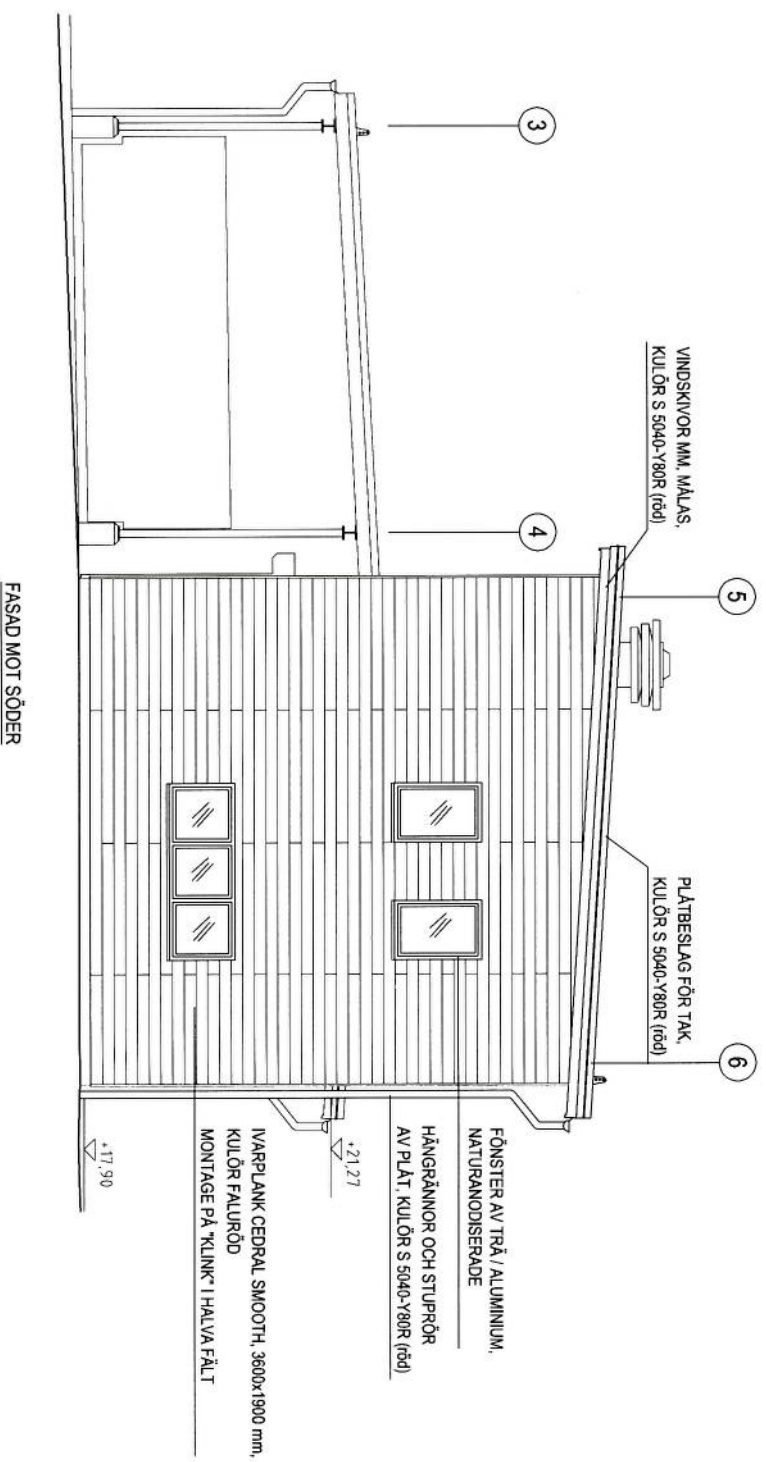 3
4
5
6
VINDSKIVOR MM, MÅLAS,
KULÖR S 5040-Y80R (röd)
PLÅTBESLAG FÖR TAK,
KULÖR S 5040-Y80R (röd)
FÖNSTER AV TRÄ / ALUMINIUM,
NATURANODISERADE
HÄNGRÄNNOR OCH STUPRÖR
AV PLÅT, KULÖR S 5040-Y80R (röd)
+21,27
IVARPLANK CEDRAL SMOOTH, 3600x1900 mm,
KULÖR FALURÖD
MONTAGE PÅ "KLINK" I HALVA FÄLT
+17,90
FASAD MOT SÖDER